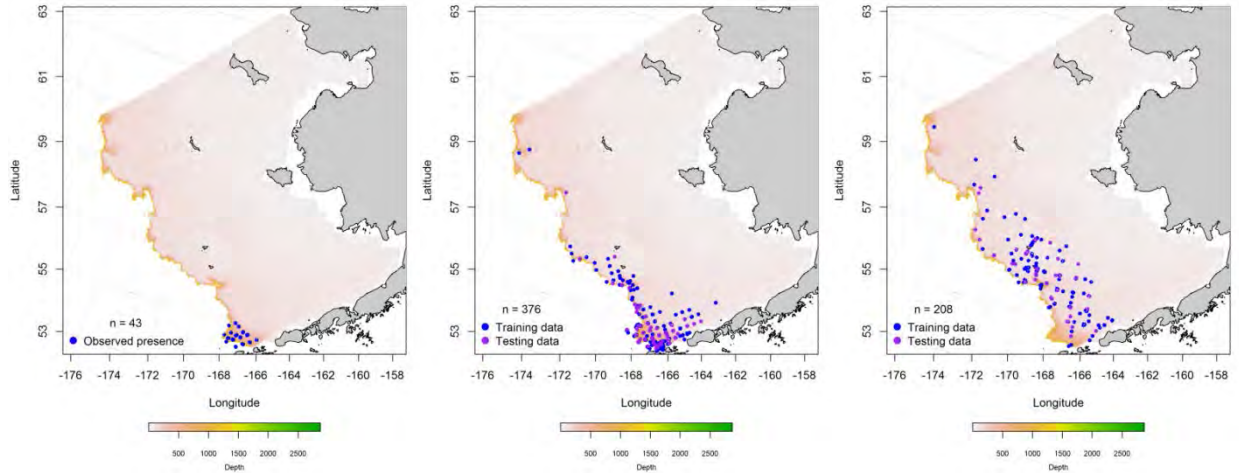 63
61
59
57
55
53
Latitude
n = 43
Observed presence
-176 -174 -172 -170 -168 -166 -164 -162 -160 -158
Longitude
500 1000 1500 2000 2500
Depth
63
61
59
57
55
53
Latitude
n = 376
Training data
Testing data
-176 -174 -172 -170 -168 -166 -164 -162 -160 -158
Longitude
500 1000 1500 2000 2500
Depth
63
61
59
57
55
53
Latitude
n = 208
Training data
Testing data
-176 -174 -172 -170 -168 -166 -164 -162 -160 -158
Longitude
500 1000 1500 2000 2500
Depth